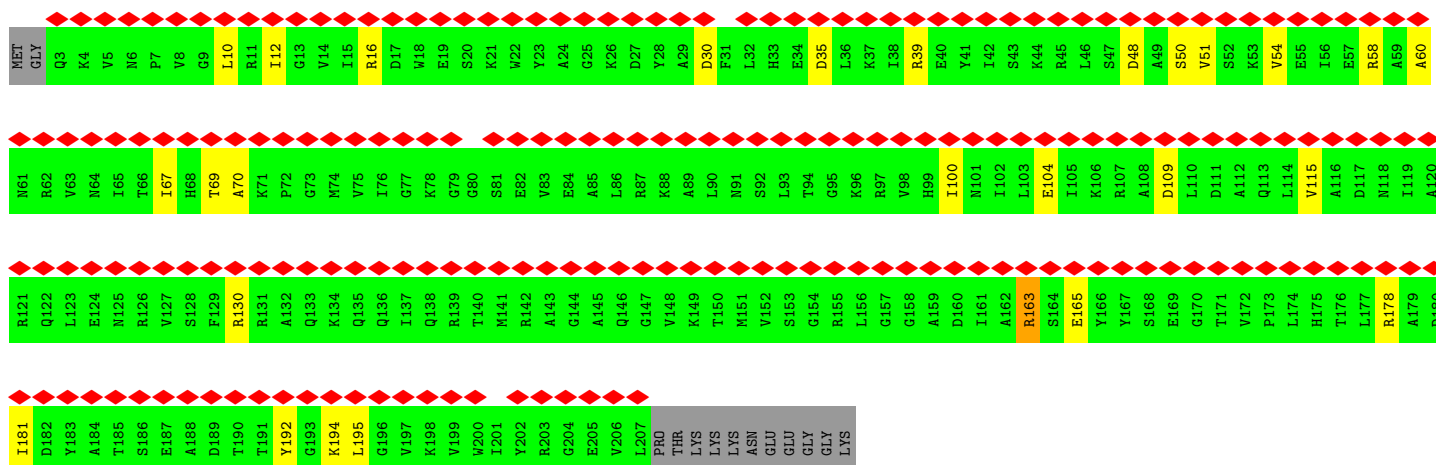 MET GLY Q3 K4 V5 N6 P7 V8 G9 L10 R11 I12 G13 V14 I15 R16 D17 W18 E19 S20 K21 W22 Y23 A24 G25 K26 D27 Y28 A29 D30 F31 L32 H33 E34 D35 L36 K37 I38 R39 E40 Y41 I42 S43 K44 R45 L46 S47 D48 A49 S50 V51 S52 K53 V54 E55 I56 E57 R58 A59 A60
N61 R62 V63 N64 I65 T66 I67 H68 T69 A70 K71 P72 G73 M74 V75 I76 G77 K78 G79 G80 S81 E82 V83 E84 A85 L86 R87 K88 A89 L90 N91 S92 L93 T94 G95 K96 R97 V98 H99 I100 N101 I102 L103 E104 I105 K106 R107 A108 D109 L110 D111 A112 Q113 L114 V115 A116 D117 N118 I119 A120
R121 Q122 L123 E124 N125 R126 V127 S128 F129 R130 R131 A132 Q133 K134 Q135 Q136 I137 Q138 R139 T140 M141 R142 A143 G144 A145 Q146 G147 V148 K149 T150 M151 V152 S153 G154 R155 L156 G157 G158 A159 D160 I161 A162 R163 S164 E165 Y166 Y167 S168 E169 G170 T171 V172 P173 L174 H175 T176 L177 R178 A179 D180
I181 D182 Y183 A184 T185 S186 E187 A188 D189 T190 T191 Y192 G193 K194 L195 G196 V197 K198 V199 W200 I201 Y202 R203 G204 E205 V206 L207 PRO THR LYS LYS LYS ASN GLU GLU GLY GLY LYS